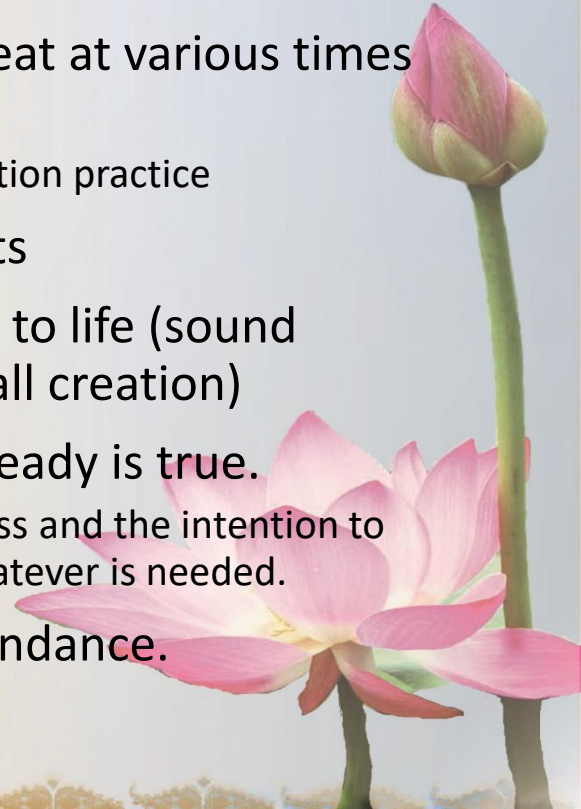 eat at various times
tion practice
ts
to life (sound
all creation)
eady is true.
ss and the intention to
atever is needed.
ndance.